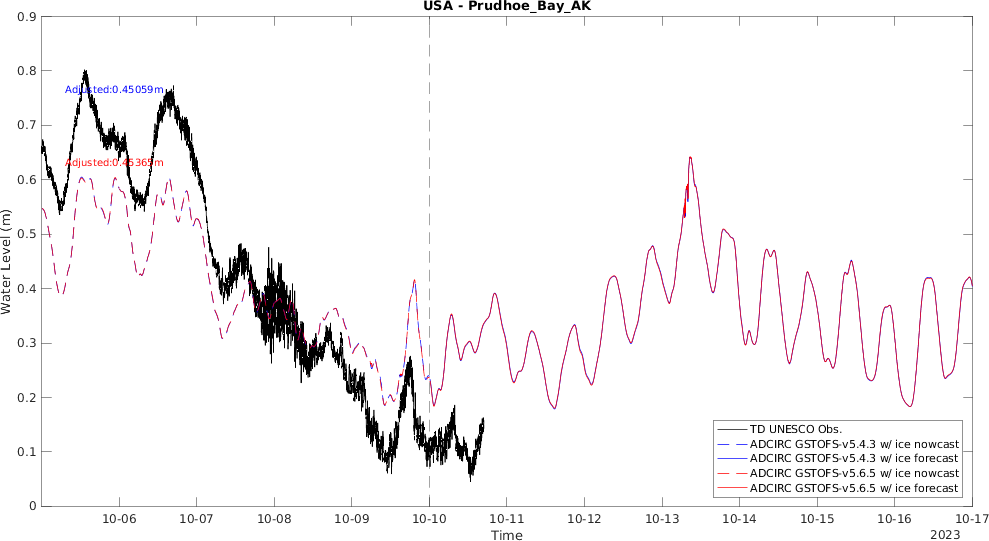 USA - Prudhoe_Bay_AK
0.9
0.8
0.7
0.6
0.5
0.4
0.3
0.2
0.1
0
Water Level (m)
Adjusted:0.45059m
Adjusted:0.45365m
TD UNESCO Obs.
ADCIRC GSTOFS-v5.4.3 w/ ice nowcast
ADCIRC GSTOFS-v5.4.3 w/ ice forecast
ADCIRC GSTOFS-v5.6.5 w/ ice nowcast
ADCIRC GSTOFS-v5.6.5 w/ ice forecast
10-06 10-07 10-08 10-09 10-10 10-11 10-12 10-13 10-14 10-15 10-16 10-17
Time
2023